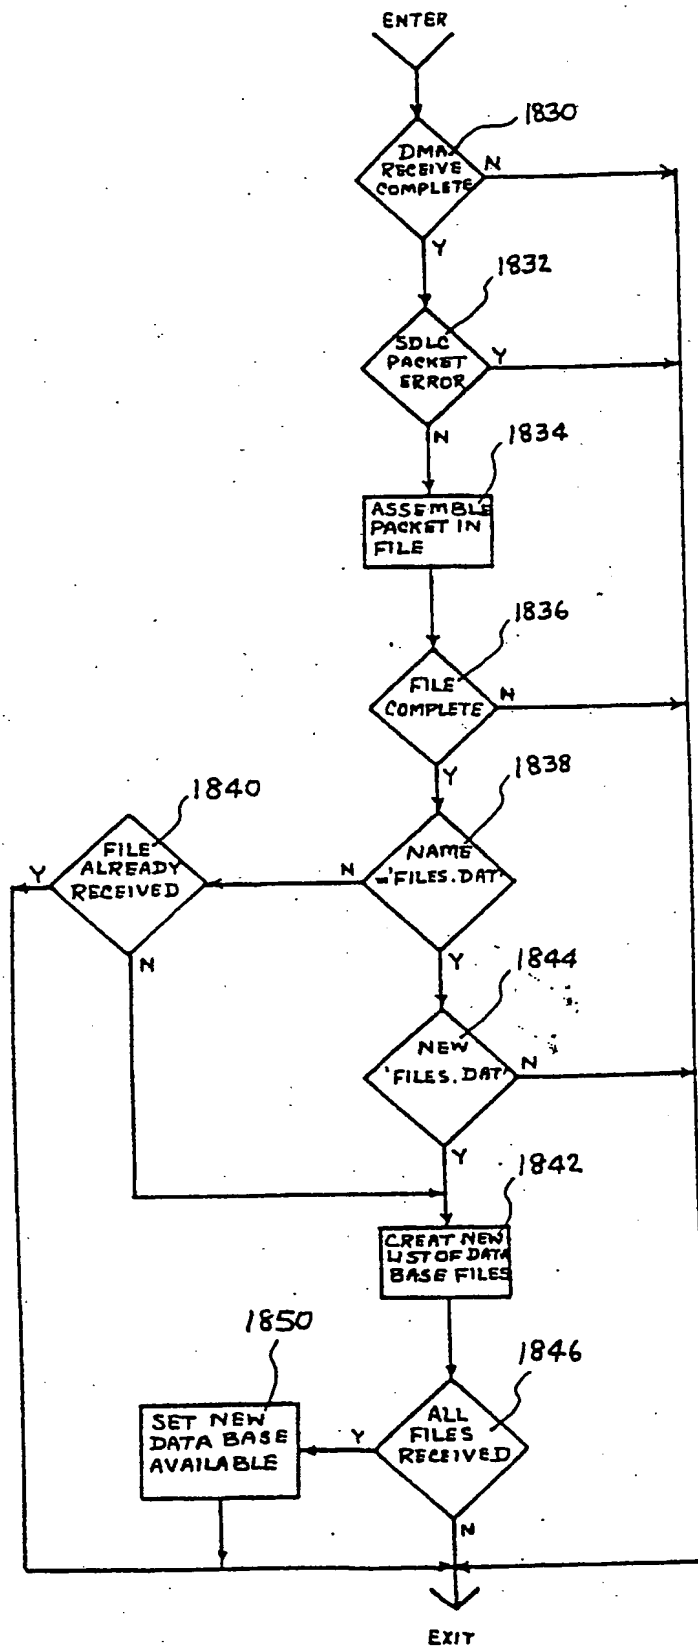 ENTER
1830
DMA
RECEIVE
COMPLETE
N
Y
1832
SDLC
PACKET
ERROR
Y
N
1834
ASSEMBLE
PACKET IN
FILE
1836
FILE
COMPLETE
N
Y
1838
NAME
='FILES.DAT'
N
Y
1840
FILE
ALREADY
RECEIVED
Y
N
1844
NEW
'FILES.DAT'
N
Y
1842
CREAT NEW
LIST OF DATA
BASE FILES
1846
ALL
FILES
RECEIVED
Y
N
1850
SET NEW
DATA BASE
AVAILABLE
EXIT